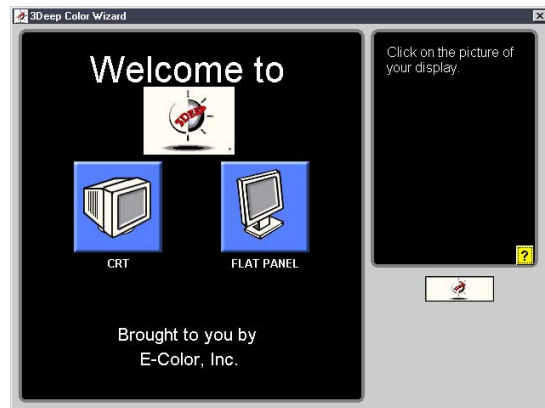 3Deep Color Wizard
Welcome to
3DEEP
CRT
FLAT PANEL
Brought to you by
E-Color, Inc.
Click on the picture of
your display.
?